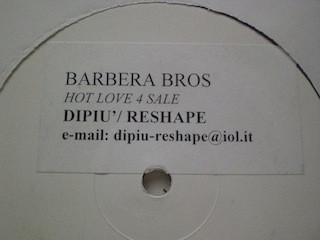 BARBERA BROS
HOT LOVE 4 SALE
DIPIU'/ RESHAPE
e-mail: dipiu-reshape@iol.it